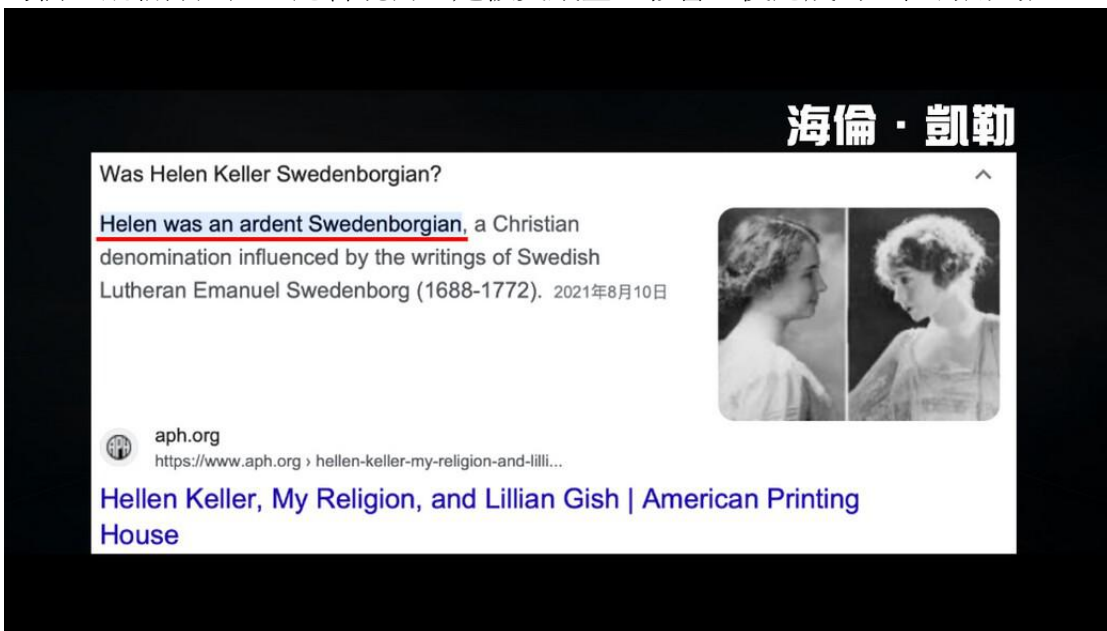 海倫·凱勒
Was Helen Keller Swedenborgian?
Helen was an ardent Swedenborgian, a Christian
denomination influenced by the writings of Swedish
Lutheran Emanuel Swedenborg (1688-1772). 2021年8月10日
APH
aph.org
https://www.aph.org › hellen-keller-my-religion-and-lilli...
Hellen Keller, My Religion, and Lillian Gish | American Printing
House